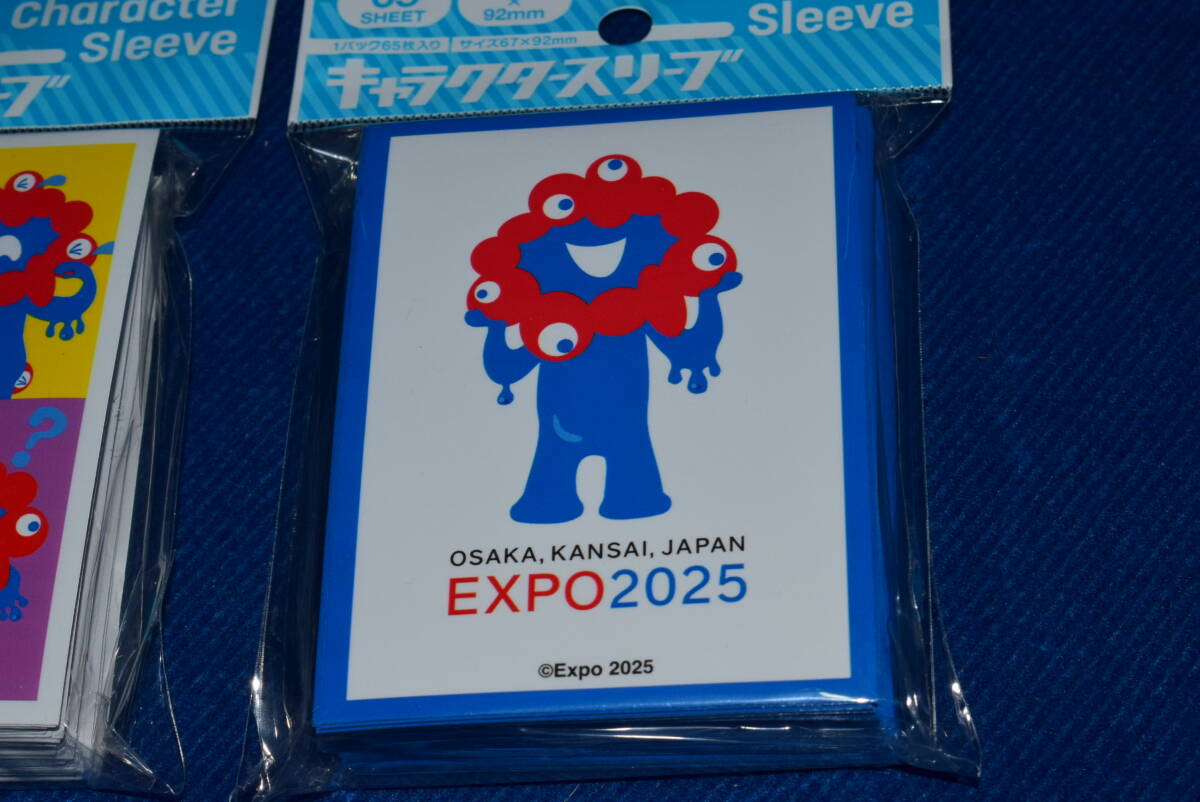 Character
Sleeve
ーブ
65
SHEET
×
92mm
Sleeve
1パック65枚入り サイズ67×92mm
キャラクタースリーブ
?
OSAKA, KANSAI, JAPAN
EXPO2025
©Expo 2025